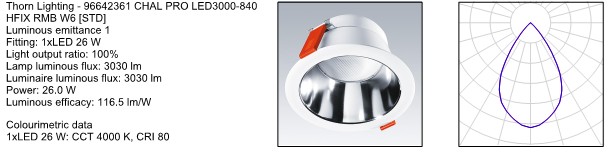 Thorn Lighting - 96642361 CHAL PRO LED3000-840
HFIX RMB W6 [STD]
Luminous emittance 1
Fitting: 1xLED 26 W
Light output ratio: 100%
Lamp luminous flux: 3030 lm
Luminaire luminous flux: 3030 lm
Power: 26.0 W
Luminous efficacy: 116.5 lm/W

Colourimetric data
1xLED 26 W: CCT 4000 K, CRI 80